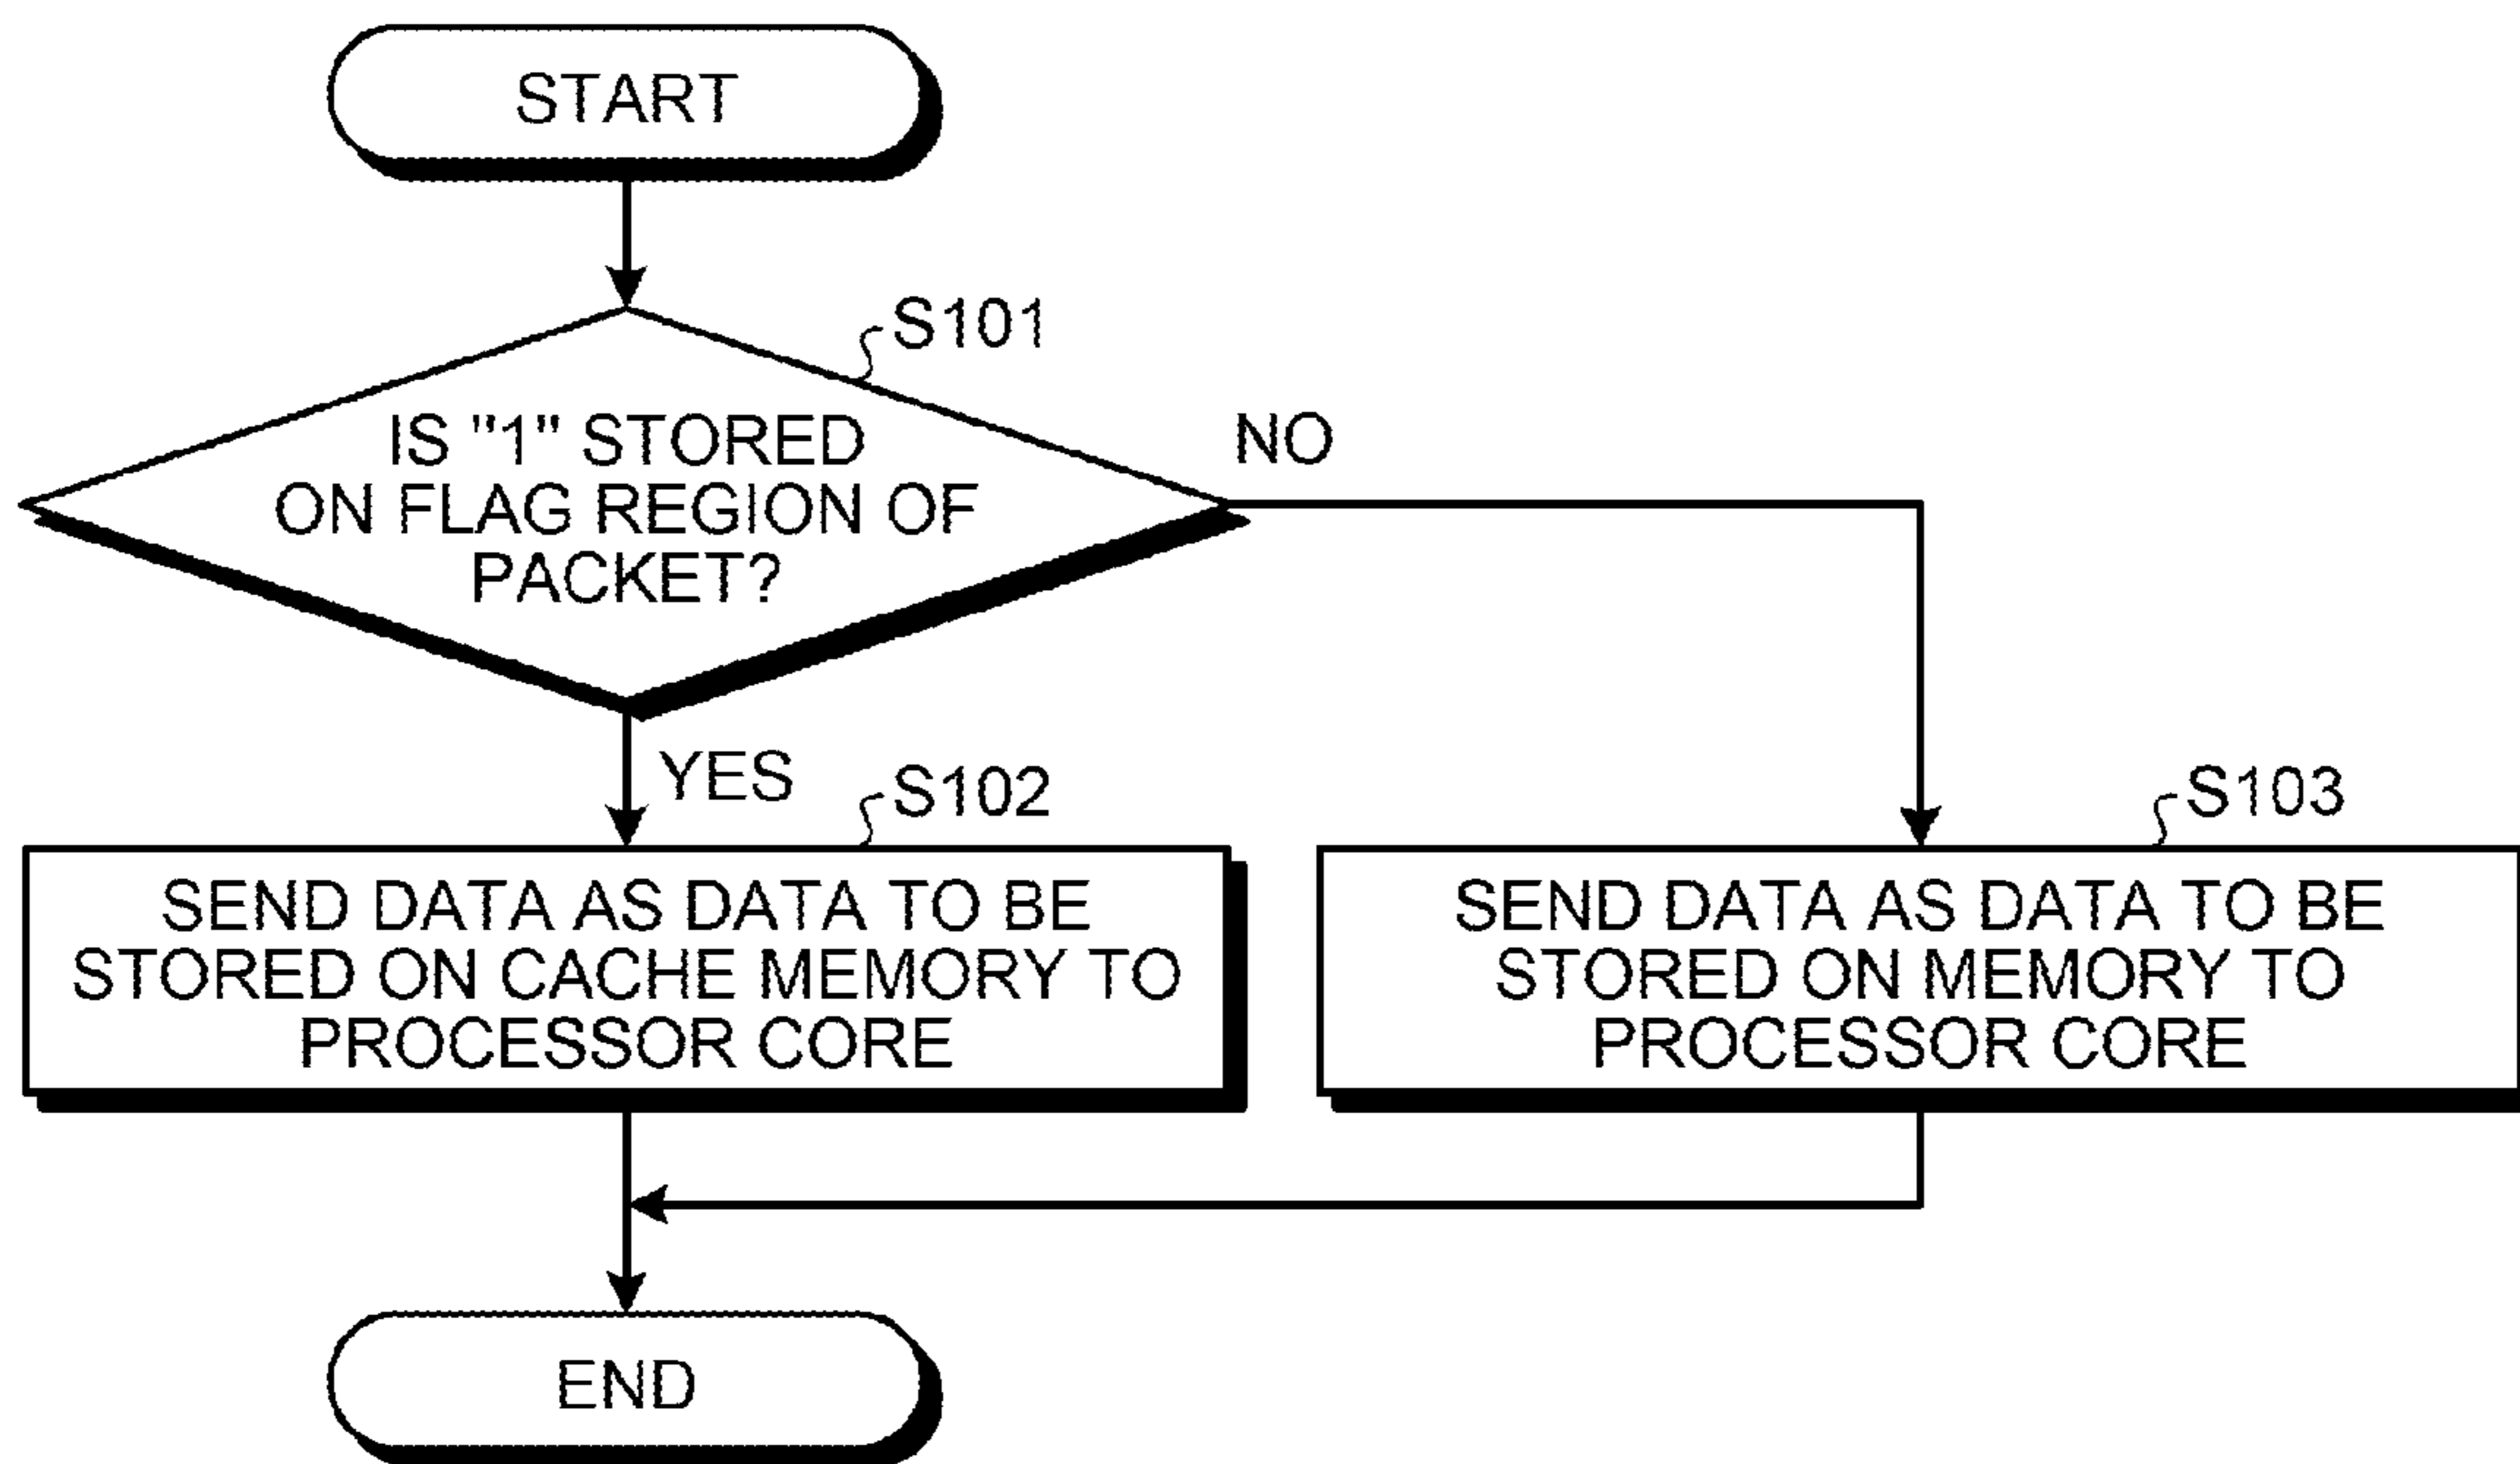 START
S101
IS "1" STORED
ON FLAG REGION OF
PACKET?
NO
YES
S102
S103
SEND DATA AS DATA TO BE
STORED ON CACHE MEMORY TO
PROCESSOR CORE
SEND DATA AS DATA TO BE
STORED ON MEMORY TO
PROCESSOR CORE
END